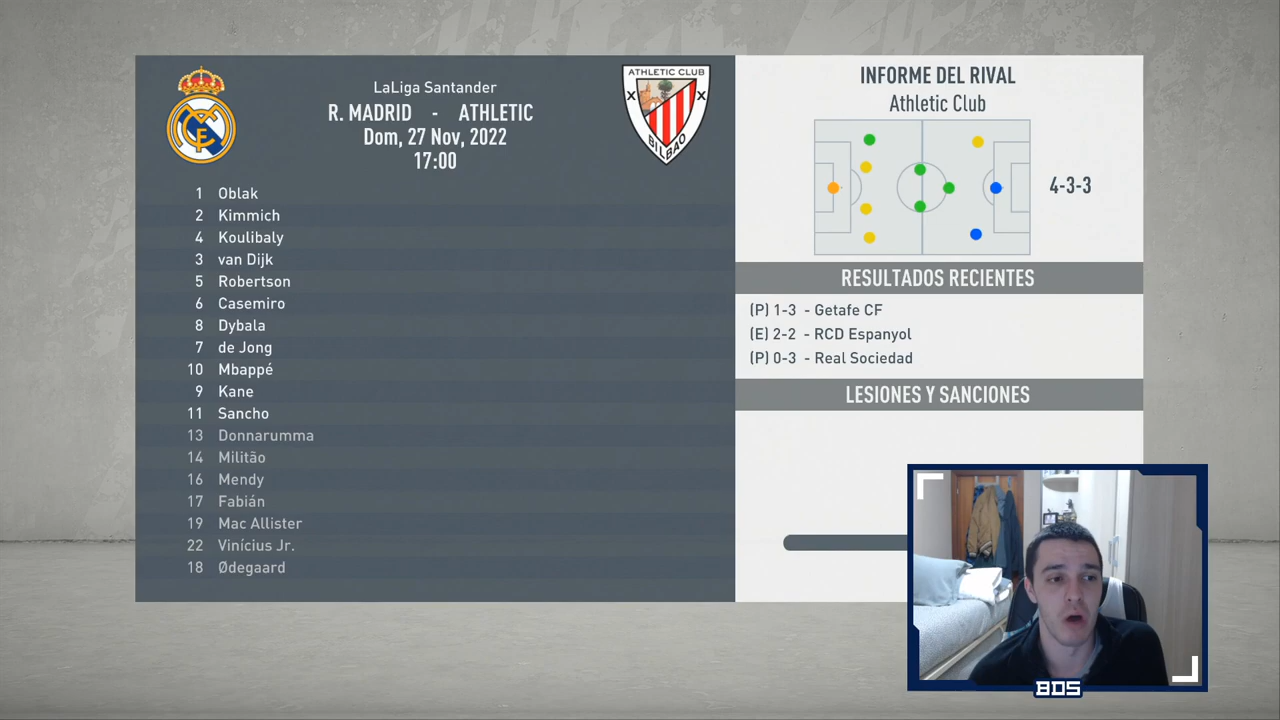 LaLiga Santander
R. MADRID - ATHLETIC
Dom, 27 Nov, 2022
17:00
ATHLETIC CLUB
BILBAO
1 Oblak
2 Kimmich
4 Koulibaly
3 van Dijk
5 Robertson
6 Casemiro
8 Dybala
7 de Jong
10 Mbappé
9 Kane
11 Sancho
13 Donnarumma
14 Militão
16 Mendy
17 Fabián
19 Mac Allister
22 Vinícius Jr.
18 Ødegaard
INFORME DEL RIVAL
Athletic Club
4-3-3
RESULTADOS RECIENTES
(P) 1-3 - Getafe CF
(E) 2-2 - RCD Espanyol
(P) 0-3 - Real Sociedad
LESIONES Y SANCIONES
BDS